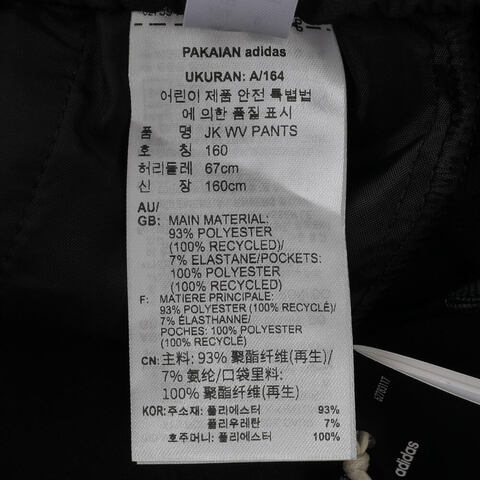 PAKAIAN adidas
UKURAN: A/164
어린이 제품 안전 특별법
에 의한 품질 표시
품 명 JK WV PANTS
호 칭 160
허리둘레 67cm
신 장 160cm
AU/
GB: MAIN MATERIAL:
93% POLYESTER
(100% RECYCLED)/
7% ELASTANE/POCKETS:
100% POLYESTER
(100% RECYCLED)
F: MATIERE PRINCIPALE:
93% POLYESTER (100% RECYCLED)/
7% ÉLASTHANNE/
POCHES: 100% POLYESTER
(100% RECYCLED)
CN: 主料: 93% 聚酯纤维(再生)/
7% 氨纶/口袋里料:
100% 聚酯纤维(再生)
KOR: 주소재: 폴리에스터 93%
폴리우레탄 7%
호주머니: 폴리에스터 100%
adidas